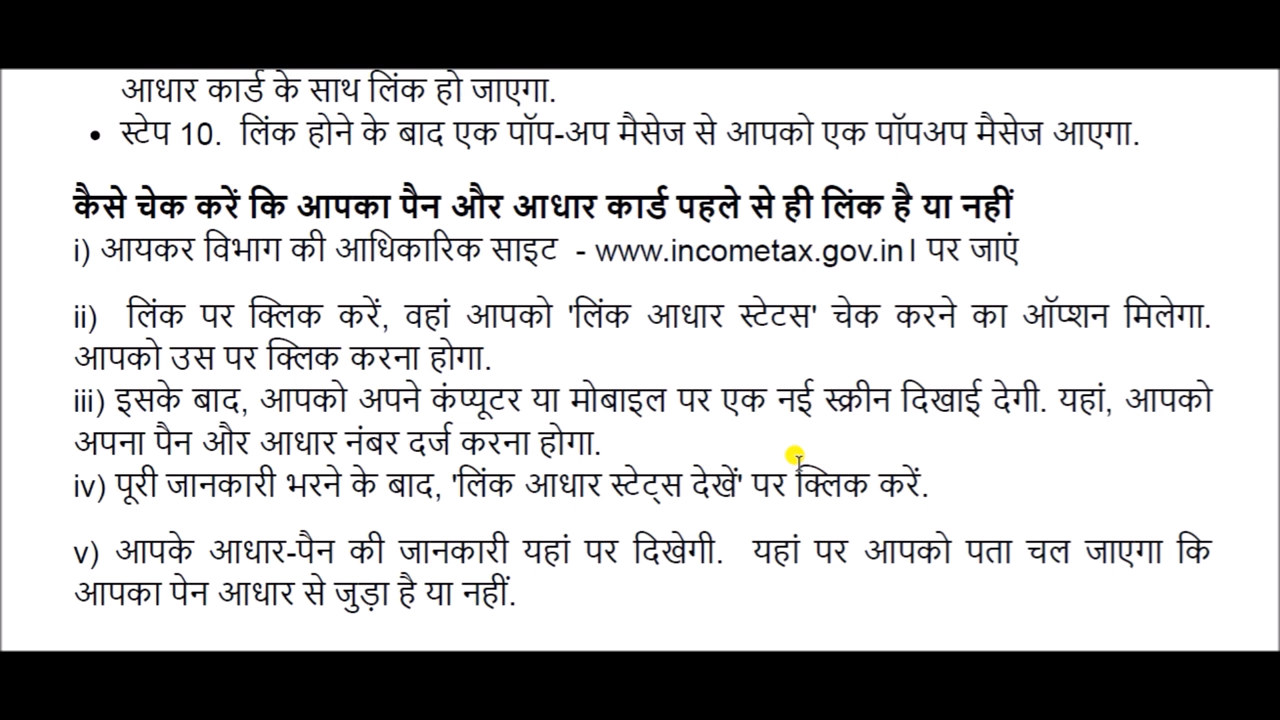 आधार कार्ड के साथ लिंक हो जाएगा.
• स्टेप 10. लिंक होने के बाद एक पॉप-अप मैसेज से आपको एक पॉपअप मैसेज आएगा.
कैसे चेक करें कि आपका पैन और आधार कार्ड पहले से ही लिंक है या नहीं
i) आयकर विभाग की आधिकारिक साइट - www.incometax.gov.in। पर जाएं
ii) लिंक पर क्लिक करें, वहां आपको 'लिंक आधार स्टेटस' चेक करने का ऑप्शन मिलेगा.
आपको उस पर क्लिक करना होगा.
iii) इसके बाद, आपको अपने कंप्यूटर या मोबाइल पर एक नई स्क्रीन दिखाई देगी. यहां, आपको
अपना पैन और आधार नंबर दर्ज करना होगा.
iv) पूरी जानकारी भरने के बाद, 'लिंक आधार स्टेट्स देखें' पर क्लिक करें.
v) आपके आधार-पैन की जानकारी यहां पर दिखेगी. यहां पर आपको पता चल जाएगा कि
आपका पेन आधार से जुड़ा है या नहीं.